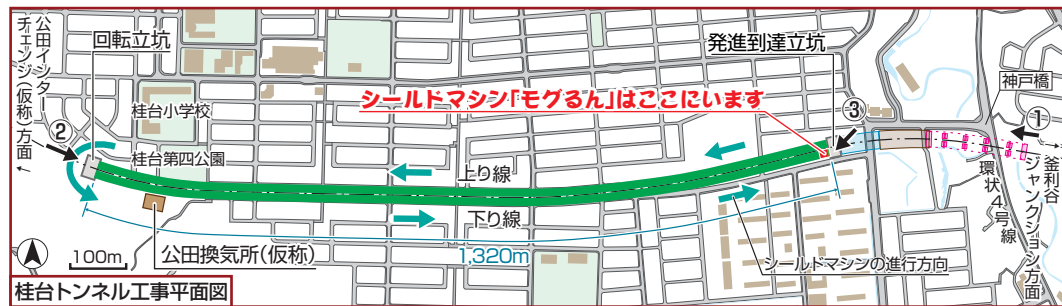 公田インター
チェンジ(仮称)方面
←
回転立坑
発進到達立坑
シールドマシン「モグるん」はここにいます
神戸橋
桂台小学校
②
③
①
桂台第四公園
上り線
下り線
環状4号線
釜利谷
ジャンクション方面
→
100m
公田換気所(仮称)
1,320m
シールドマシンの進行方向
桂台トンネル工事平面図